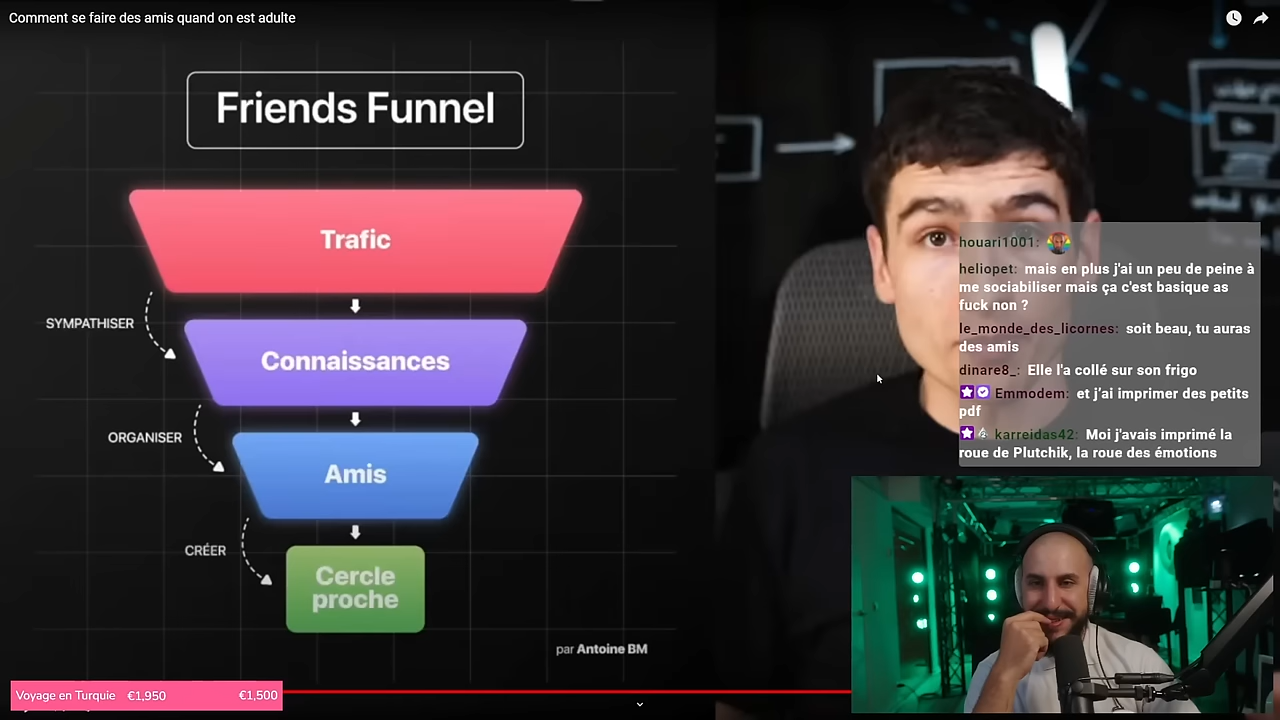 Comment se faire des amis quand on est adulte
Friends Funnel
Trafic
SYMPATHISER
Connaissances
ORGANISER
Amis
CRÉER
Cercle
proche
par Antoine BM
houari1001:
heliopet: mais en plus j'ai un peu de peine à
me sociabiliser mais ça c'est basique as
fuck non ?
le_monde_des_licornes: soit beau, tu auras
des amis
dinare8_: Elle l'a collé sur son frigo
Emmodem: et j'ai imprimer des petits
pdf
karreidas42: Moi j'avais imprimé la
roue de Plutchik, la roue des émotions
Voyage en Turquie €1,950 €1,500